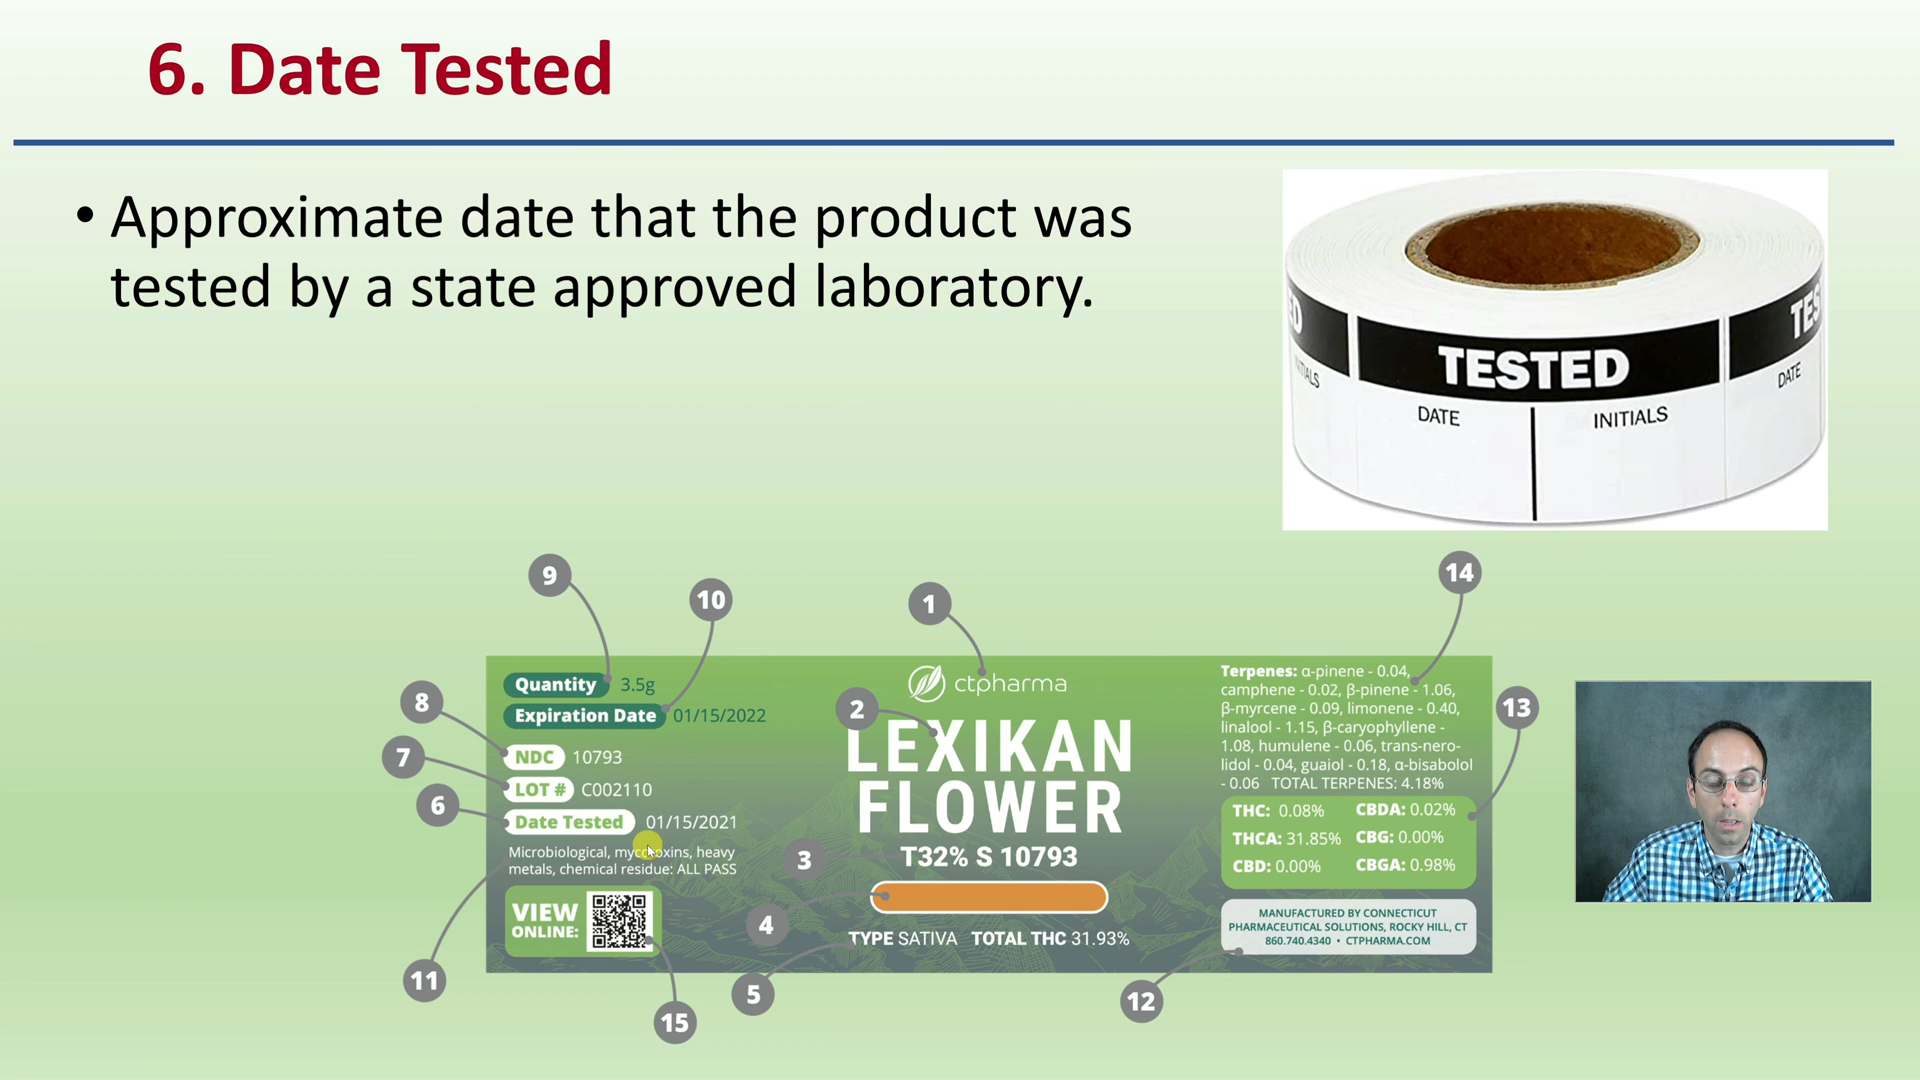 6. Date Tested
• Approximate date that the product was
tested by a state approved laboratory.
TESTED
DATE
INITIALS
TES
DATE
ED
9
10
1
14
8
7
6
11
15
2
3
4
5
13
12
Quantity 3.5g
Expiration Date 01/15/2022
NDC 10793
LOT # C002110
Date Tested 01/15/2021
metals, chemical residue: ALL PASS
VIEW
ONLINE:
ctpharma
LEXIKAN
FLOWER
T32% S 10793
TYPE SATIVA TOTAL THC 31.93%
Terpenes: α-pinene - 0.04,
camphene - 0.02, β-pinene - 1.06,
β-myrcene - 0.09, limonene - 0.40,
linalool - 1.15, β-caryophyllene -
1.08, humulene - 0.06, trans-nero-
lidol - 0.04, guaiol - 0.18, α-bisabolol
- 0.06 TOTAL TERPENES: 4.18%
THC: 0.08% CBDA: 0.02%
THCA: 31.85% CBG: 0.00%
CBD: 0.00% CBGA: 0.98%
MANUFACTURED BY CONNECTICUT
PHARMACEUTICAL SOLUTIONS, ROCKY HILL, CT
860.740.4340 • CTPHARMA.COM